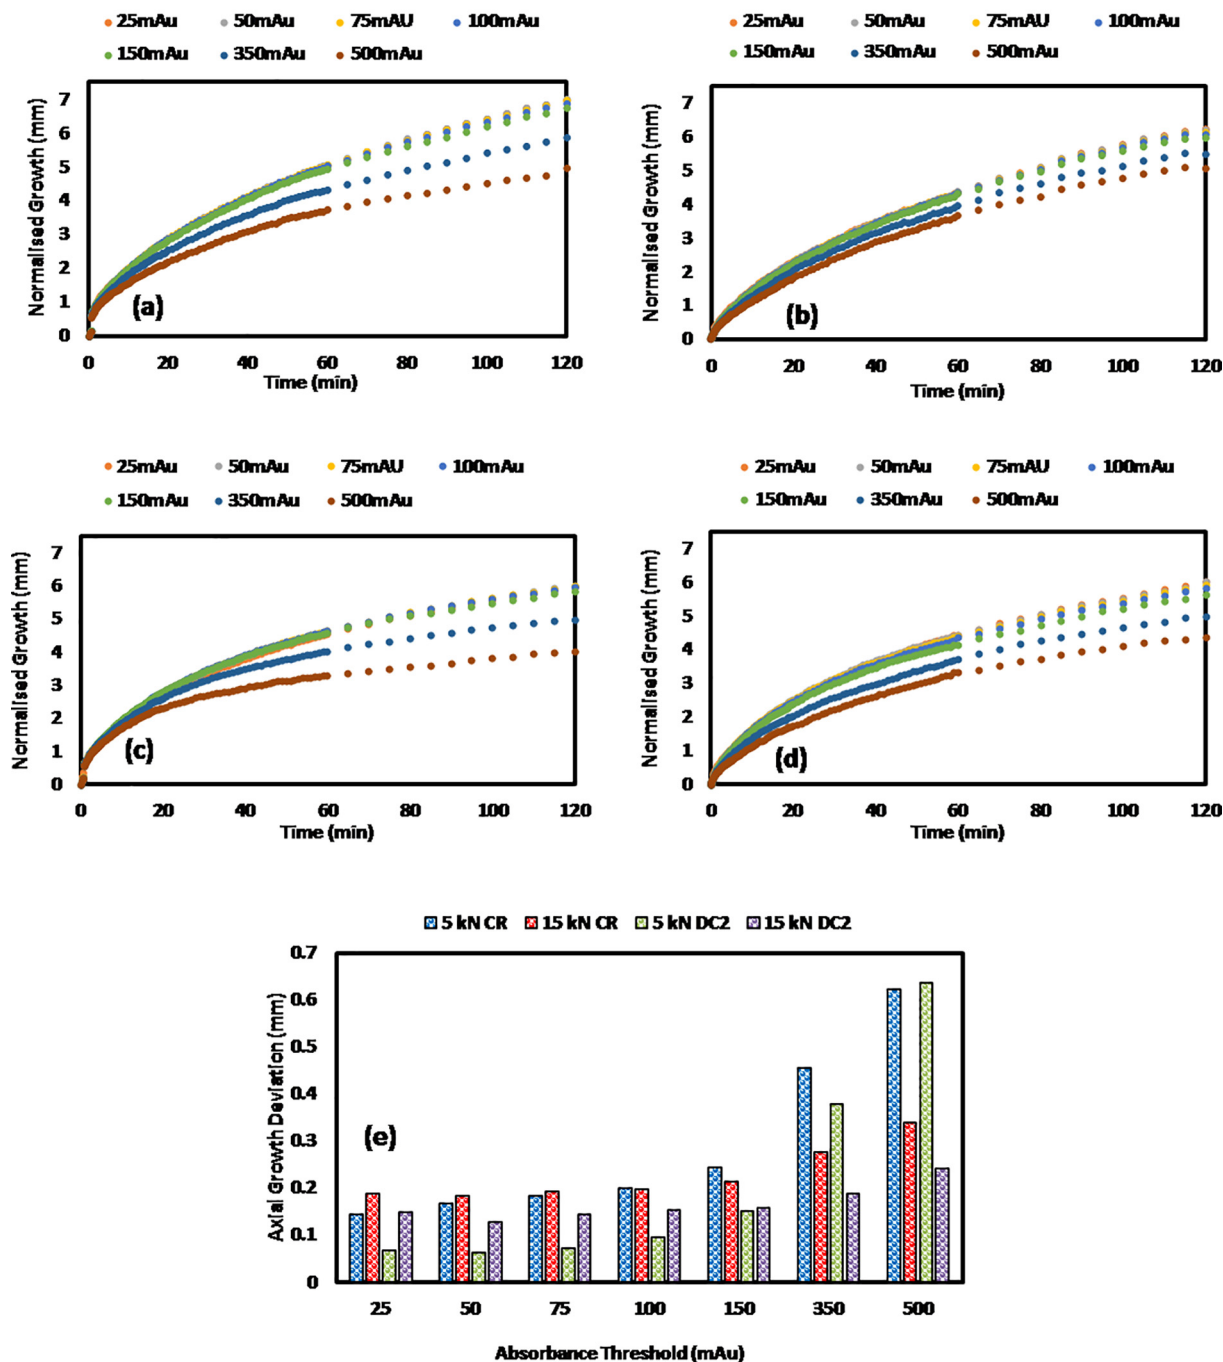 25mAu 50mAu 75mAU 100mAu
150mAu 350mAu 500mAu
Normalised Growth (mm)
7
6
5
4
3
2
1
0
(a)
0 20 40 60 80 100 120
Time (min)
25mAu 50mAu 75mAU 100mAu
150mAu 350mAu 500mAu
Normalised Growth (mm)
7
6
5
4
3
2
1
0
(b)
0 20 40 60 80 100 120
Time (min)
25mAu 50mAu 75mAU 100mAu
150mAu 350mAu 500mAu
Normalised Growth (mm)
7
6
5
4
3
2
1
0
(c)
0 20 40 60 80 100 120
Time (min)
25mAu 50mAu 75mAU 100mAu
150mAu 350mAu 500mAu
Normalised Growth (mm)
7
6
5
4
3
2
1
0
(d)
0 20 40 60 80 100 120
Time (min)
5 kN CR 15 kN CR 5 kN DC2 15 kN DC2
Axial Growth Deviation (mm)
0.7
0.6
0.5
0.4
0.3
0.2
0.1
0
(e)
25 50 75 100 150 350 500
Absorbance Threshold (mAu)